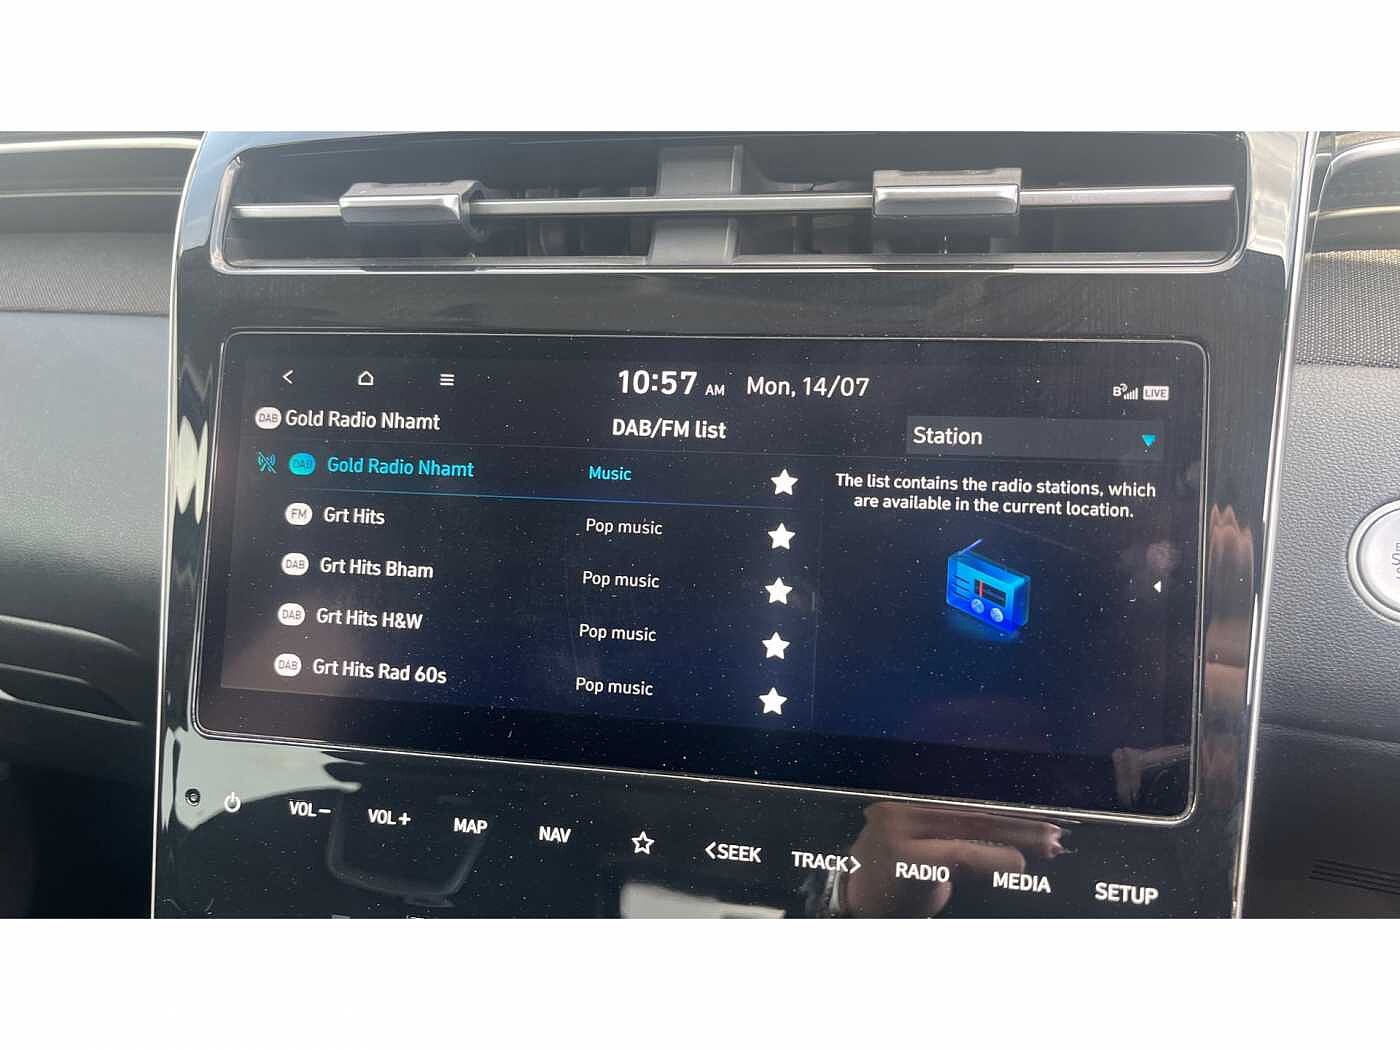 10:57 AM Mon, 14/07
B LIVE
DAB Gold Radio Nhamt
DAB/FM list
Station
DAB Gold Radio Nhamt Music
FM Grt Hits Pop music
DAB Grt Hits Bham Pop music
DAB Grt Hits H&W Pop music
DAB Grt Hits Rad 60s Pop music
The list contains the radio stations, which
are available in the current location.
VOL− VOL+ MAP NAV <SEEK TRACK> RADIO MEDIA SETUP